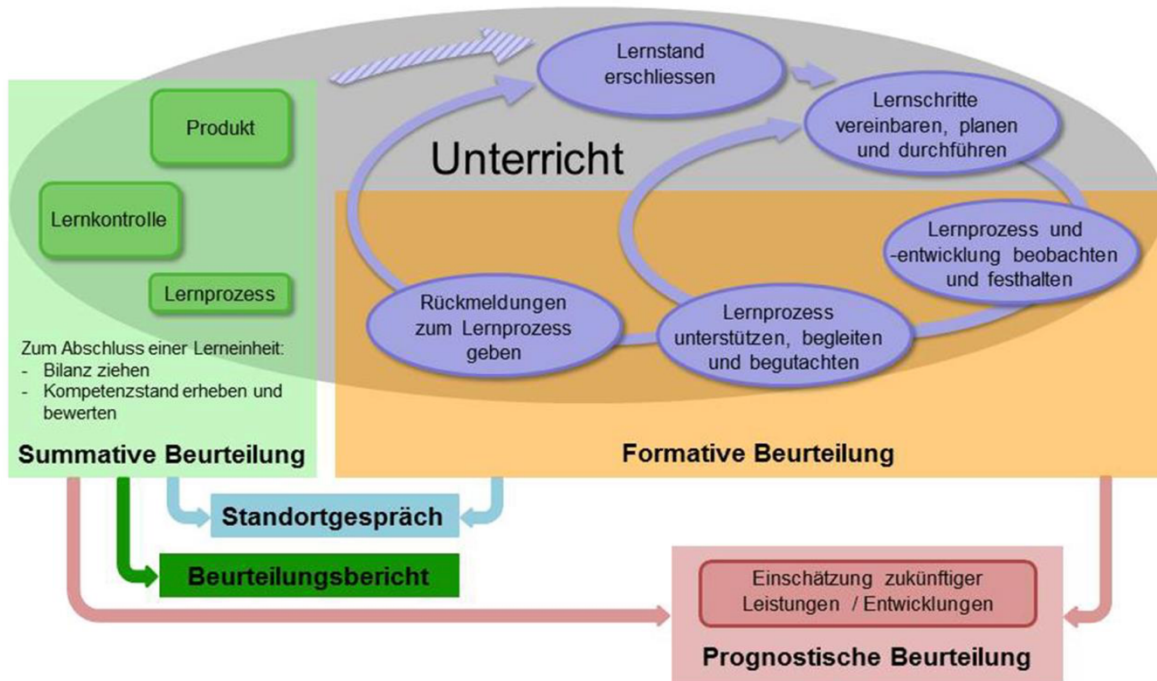 Lernstand
erschliessen
Lernschritte
vereinbaren, planen
und durchführen
Produkt
Unterricht
Lernkontrolle
Lernprozess und
-entwicklung beobachten
und festhalten
Lernprozess
Rückmeldungen
zum Lernprozess
geben
Lernprozess
unterstützen, begleiten
und begutachten
Zum Abschluss einer Lerneinheit:
- Bilanz ziehen
- Kompetenzstand erheben und
bewerten
Summative Beurteilung
Formative Beurteilung
Standortgespräch
Beurteilungsbericht
Einschätzung zukünftiger
Leistungen / Entwicklungen
Prognostische Beurteilung